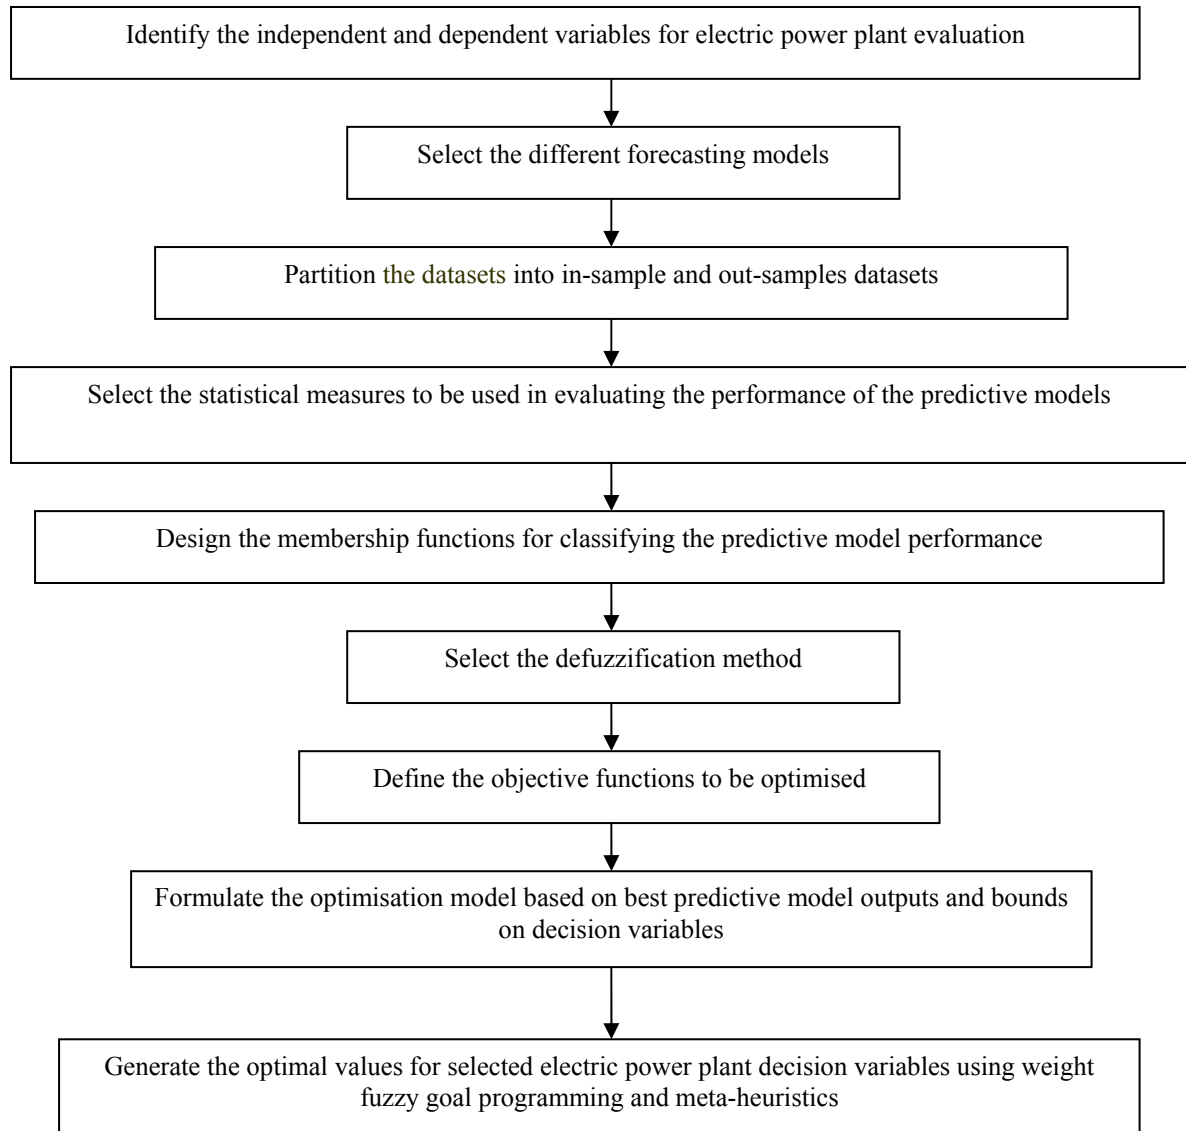 Identify the independent and dependent variables for electric power plant evaluation
Select the different forecasting models
Partition the datasets into in-sample and out-samples datasets
Select the statistical measures to be used in evaluating the performance of the predictive models
Design the membership functions for classifying the predictive model performance
Select the defuzzification method
Define the objective functions to be optimised
Formulate the optimisation model based on best predictive model outputs and bounds
on decision variables
Generate the optimal values for selected electric power plant decision variables using weight
fuzzy goal programming and meta-heuristics